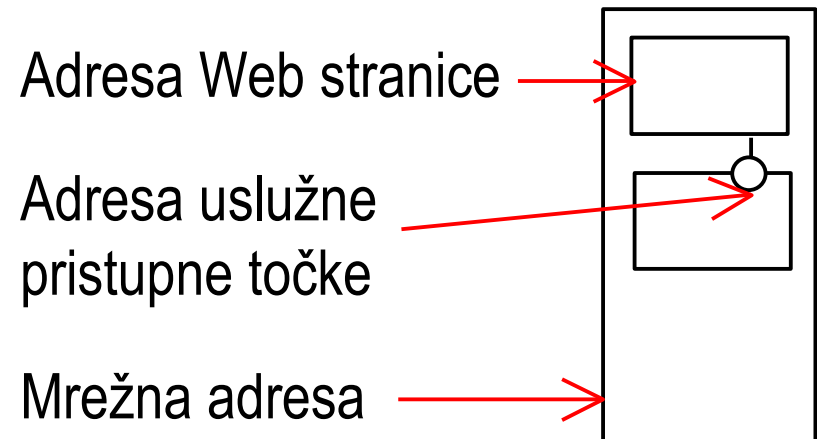 Adresa Web stranice
Adresa uslužne
pristupne točke
Mrežna adresa